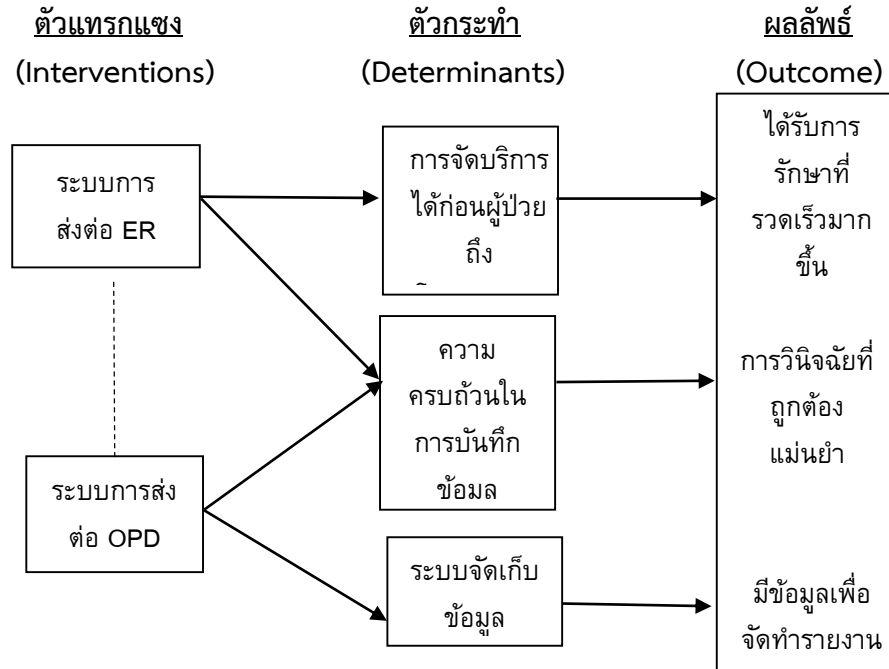 ตัวแทรกแซง
(Interventions)
ตัวกระทำ
(Determinants)
ผลลัพธ์
(Outcome)
ระบบการ
ส่งต่อ ER
ระบบการส่ง
ต่อ OPD
การจัดบริการ
ได้ก่อนผู้ป่วย
ถึง
ความ
ครบถ้วนใน
การบันทึก
ข้อมูล
ระบบจัดเก็บ
ข้อมูล
ได้รับการ
รักษาที่
รวดเร็วมาก
ขึ้น
การวินิจฉัยที่
ถูกต้อง
แม่นยำ
มีข้อมูลเพื่อ
จัดทำรายงาน